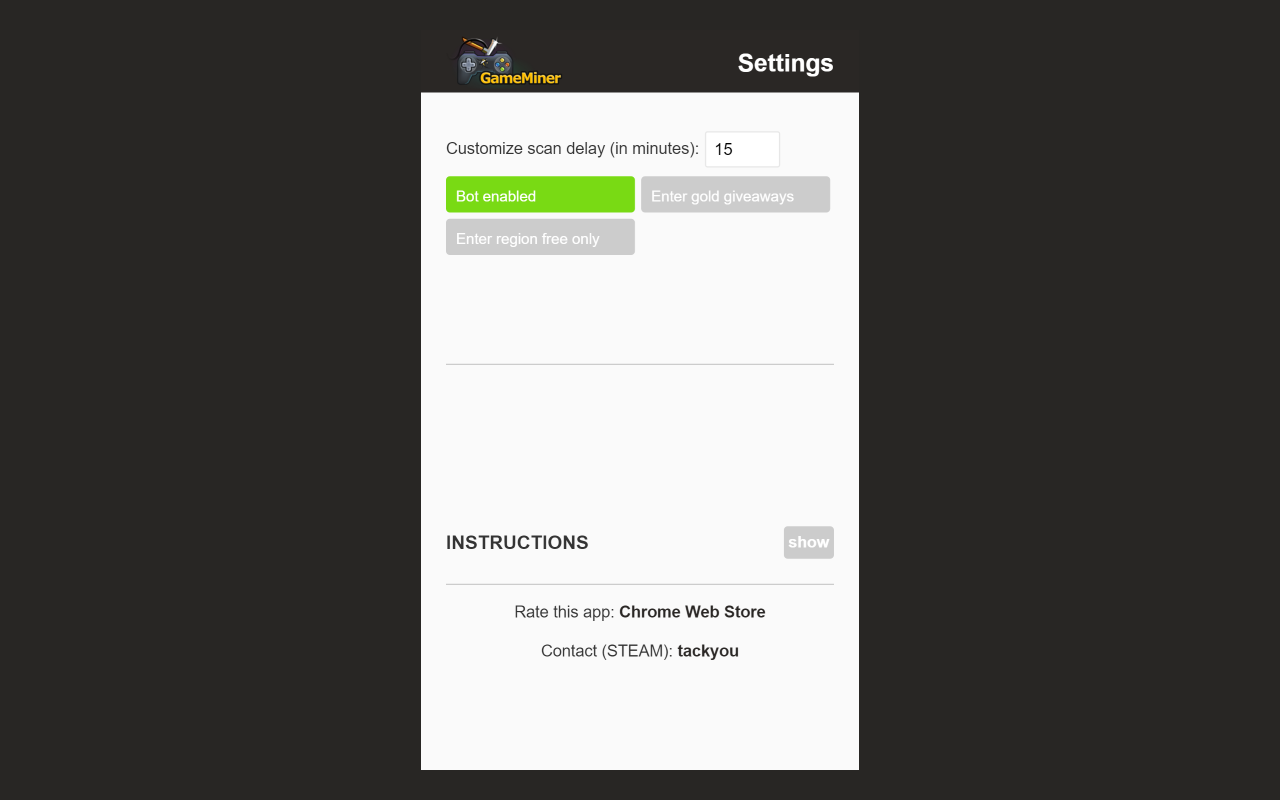 GameMiner
Settings
Customize scan delay (in minutes): 15
Bot enabled
Enter gold giveaways
Enter region free only
INSTRUCTIONS
show
Rate this app: Chrome Web Store
Contact (STEAM): tackyou